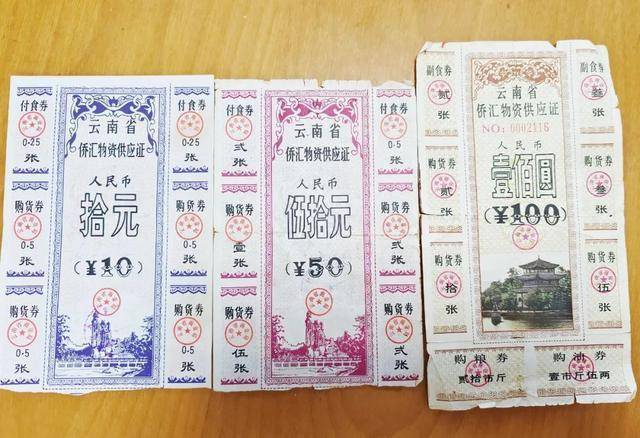 付食券
0·25
张
购货券
0·5
张
购货券
0·5
张
云南省
侨汇物资供应证
人民币
拾元
(￥10)
付食券
0·25
张
购货券
0·5
张
购货券
0·5
张
付食券
弍
张
购货券
壹
张
购货券
伍
张
云南省
侨汇物资供应证
人民币
伍拾元
(￥50)
付食券
0·5
张
购货券
弍
张
购货券
弍
张
副食券
贰
张
购货券
贰
张
购货券
拾
张
云南省
侨汇物资供应证
NO: 0002116
人民币
壹佰圆
(￥100)
副食券
叁
张
购货券
叁
张
购货券
伍
张
购粮券
贰拾市斤
购油券
壹市斤伍两